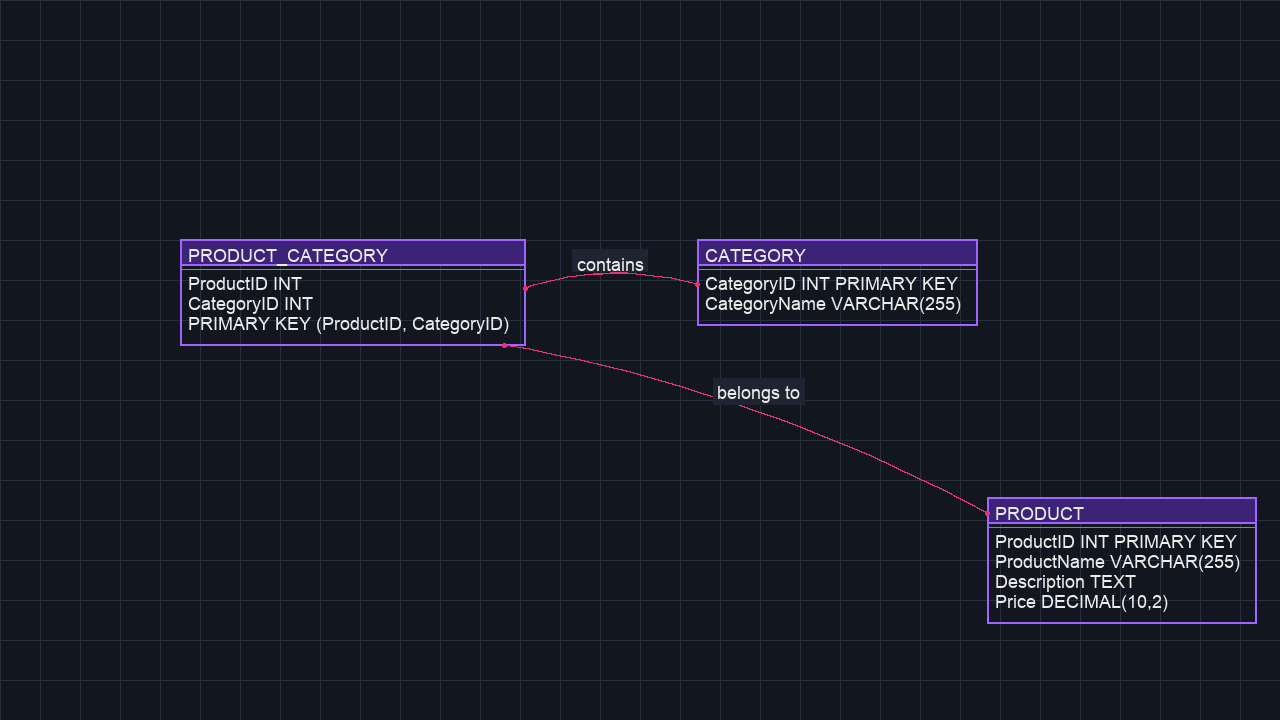 PRODUCT_CATEGORY
ProductID INT
CategoryID INT
PRIMARY KEY (ProductID, CategoryID)
contains
CATEGORY
CategoryID INT PRIMARY KEY
CategoryName VARCHAR(255)
belongs to
PRODUCT
ProductID INT PRIMARY KEY
ProductName VARCHAR(255)
Description TEXT
Price DECIMAL(10,2)